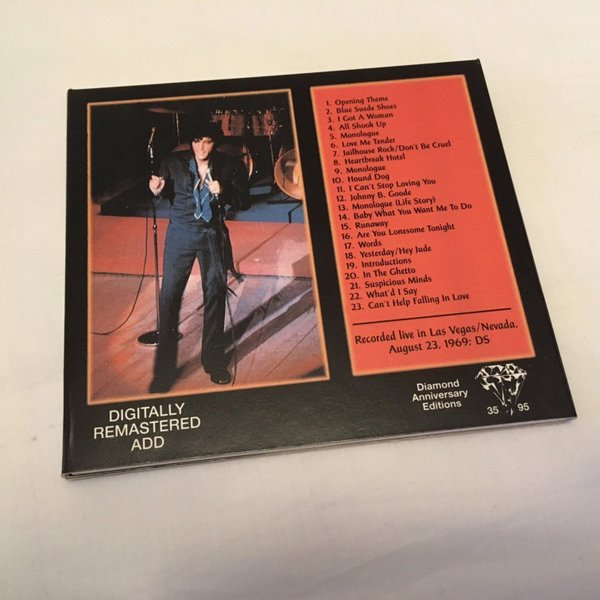 1. Opening Theme
2. Blue Suede Shoes
3. I Got A Woman
4. All Shook Up
5. Monologue
6. Love Me Tender
7. Jailhouse Rock/Don't Be Cruel
8. Heartbreak Hotel
9. Monologue
10. Hound Dog
11. I Can't Stop Loving You
12. Johnny B. Goode
13. Monologue (Life Story)
14. Baby What You Want Me To Do
15. Runaway
16. Are You Lonesome Tonight
17. Words
18. Yesterday/Hey Jude
19. Introductions
20. In The Ghetto
21. Suspicious Minds
22. What'd I Say
23. Can't Help Falling In Love
Recorded live in Las Vegas/Nevada,
August 23, 1969; DS
DIGITALLY
REMASTERED
ADD
Diamond
Anniversary
Editions
35 95